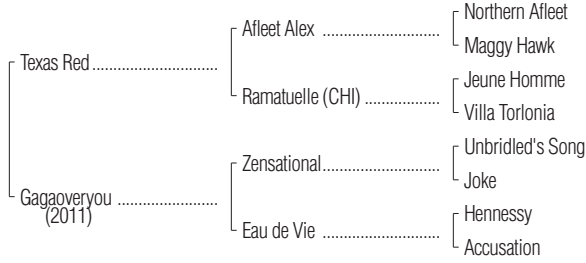 Northern Afleet
Afleet Alex ..............................
Maggy Hawk
Texas Red ..............................
Jeune Homme
Ramatuelle (CHI) ...................
Villa Torlonia
Unbridled's Song
Zensational..............................
Joke
Gagaoveryou .........................
(2011)
Hennessy
Eau de Vie ..............................
Accusation